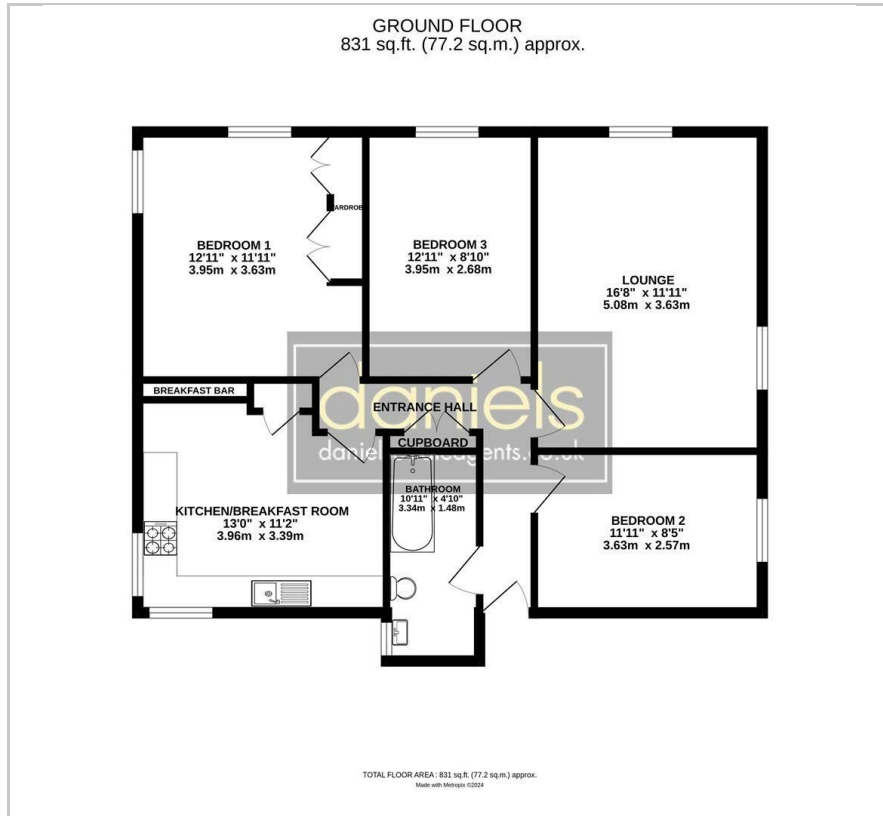 GROUND FLOOR
831 sq.ft. (77.2 sq.m.) approx.
BEDROOM 1
12'11" x 11'11"
3.95m x 3.63m
ARDROB
BEDROOM 3
12'11" x 8'10"
3.95m x 2.68m
LOUNGE
16'8" x 11'11"
5.08m x 3.63m
BREAKFAST BAR
daniels
ENTRANCE HALL
CUPBOARD
BATHROOM
10'11" x 4'10"
3.34m x 1.48m
KITCHEN/BREAKFAST ROOM
13'0" x 11'2"
3.96m x 3.39m
BEDROOM 2
11'11" x 8'5"
3.63m x 2.57m
TOTAL FLOOR AREA : 831 sq.ft. (77.2 sq.m.) approx.
Made with Metropix ©2024